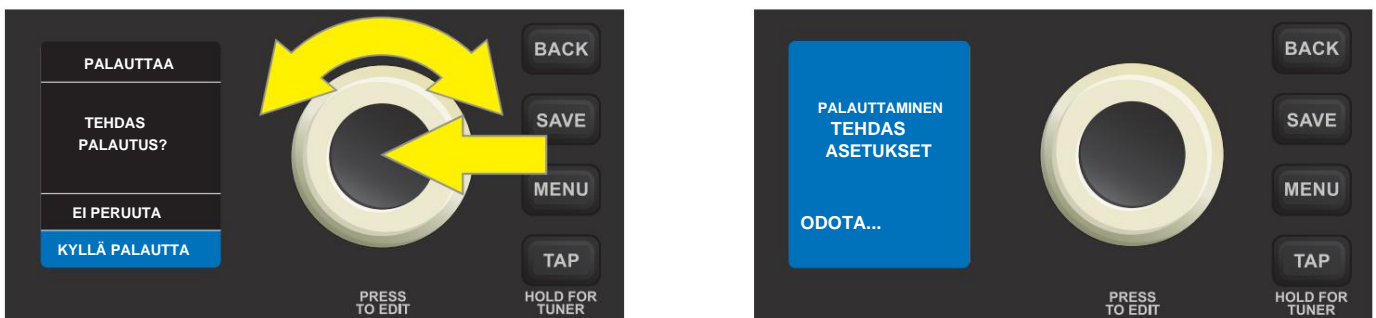 PALAUTTAA
TEHDAS
PALAUTUS?
EI PERUUTA
KYLLÄ PALAUTTA
BACK
SAVE
MENU
TAP
PRESS
TO EDIT
HOLD FOR
TUNER
PALAUTTAMINEN
TEHDAS
ASETUKSET
ODOTA...
BACK
SAVE
MENU
TAP
PRESS
TO EDIT
HOLD FOR
TUNER